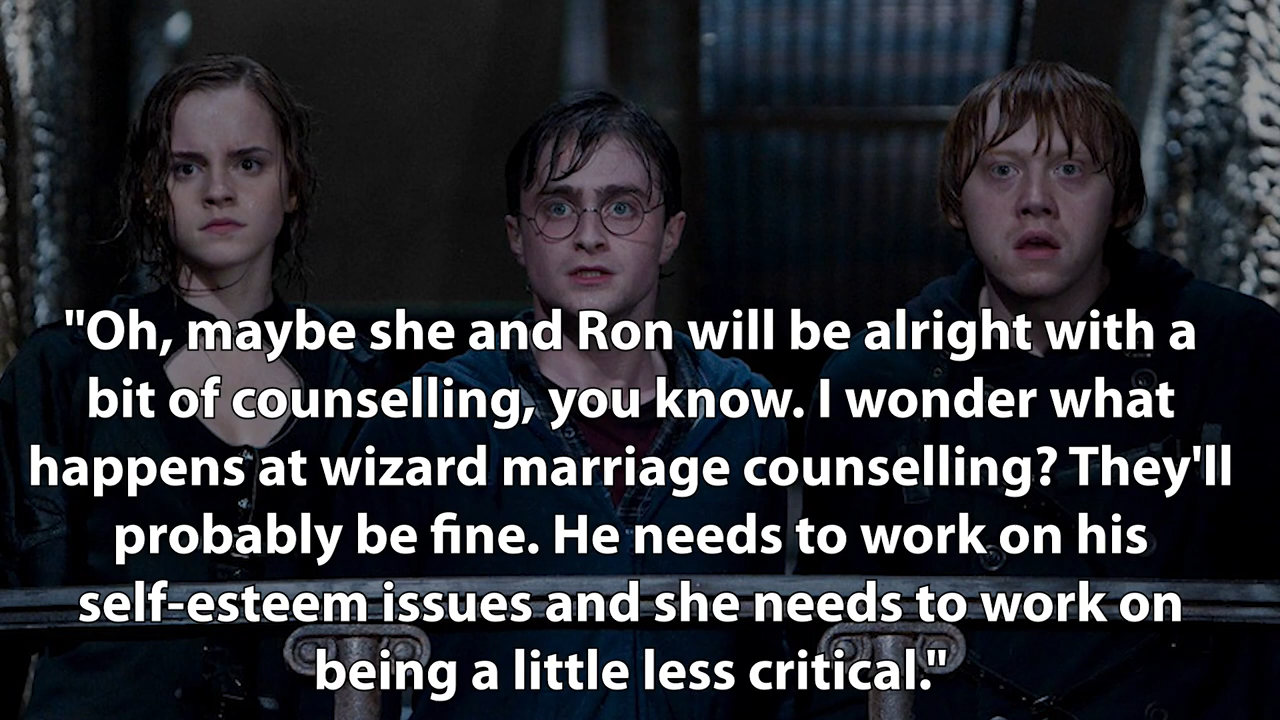 "Oh, maybe she and Ron will be alright with a
bit of counselling, you know. I wonder what
happens at wizard marriage counselling? They'll
probably be fine. He needs to work on his
self-esteem issues and she needs to work on
being a little less critical."